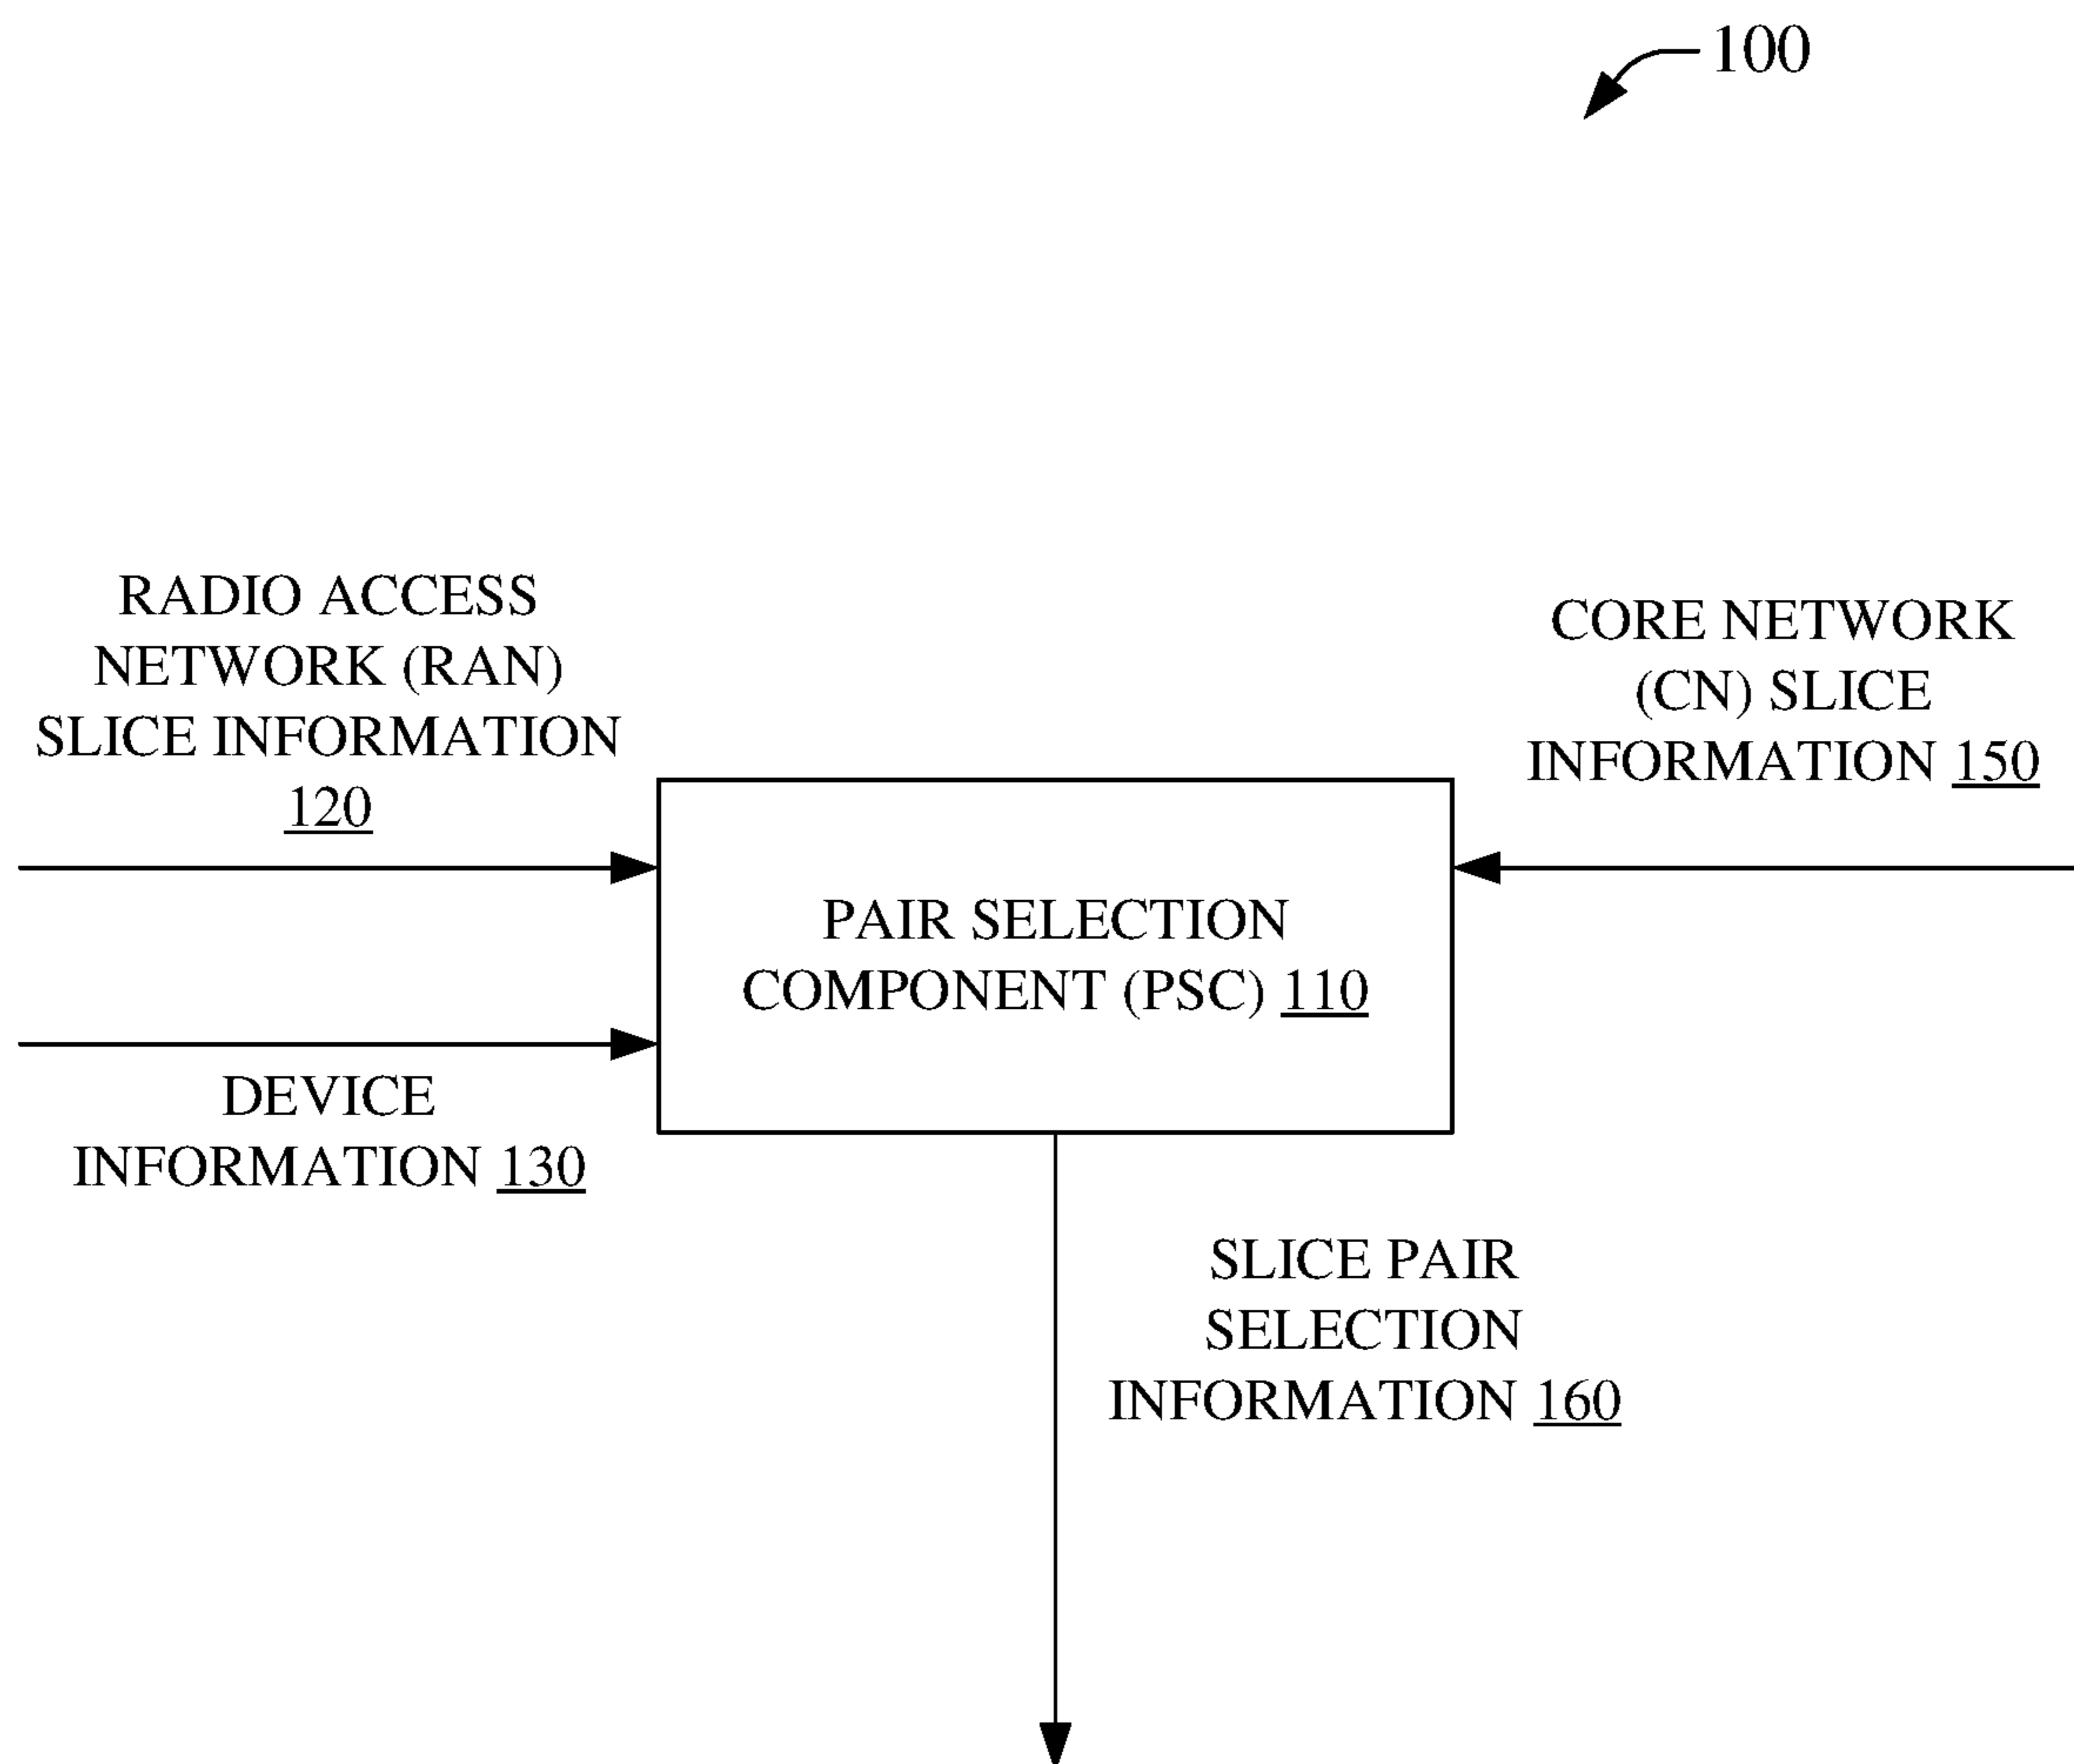 100
RADIO ACCESS
NETWORK (RAN)
SLICE INFORMATION
120
CORE NETWORK
(CN) SLICE
INFORMATION 150
PAIR SELECTION
COMPONENT (PSC) 110
DEVICE
INFORMATION 130
SLICE PAIR
SELECTION
INFORMATION 160